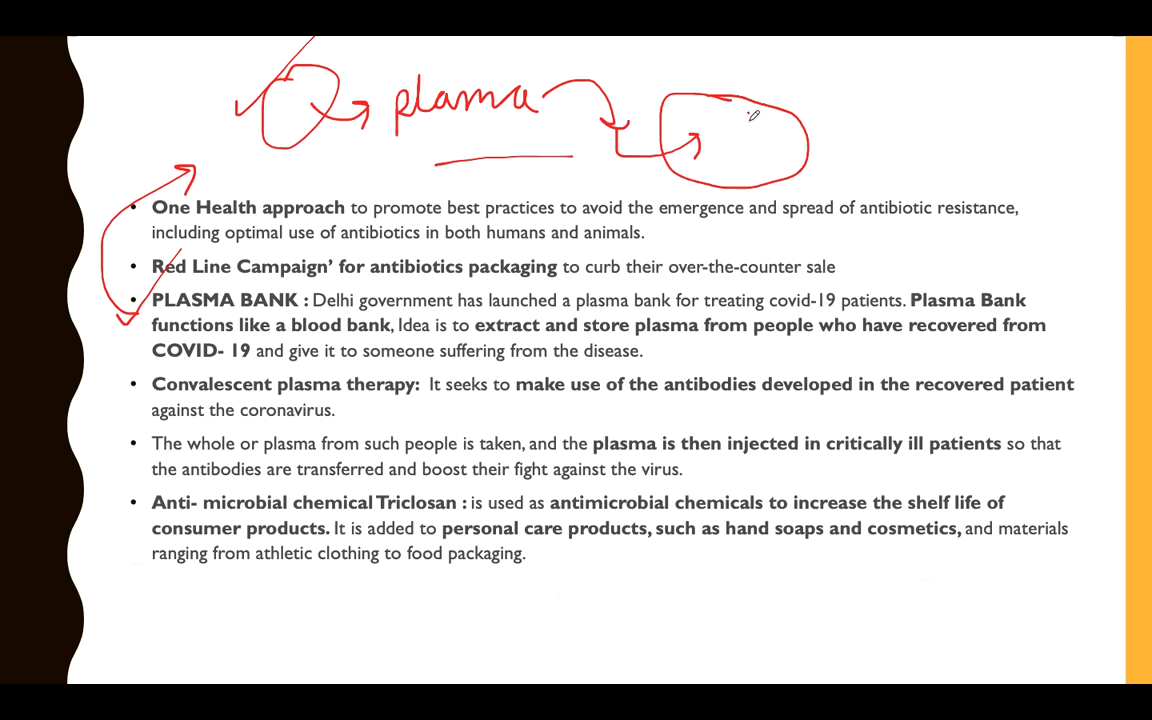 plasma
• One Health approach to promote best practices to avoid the emergence and spread of antibiotic resistance,
including optimal use of antibiotics in both humans and animals.
• Red Line Campaign’ for antibiotics packaging to curb their over-the-counter sale
• PLASMA BANK : Delhi government has launched a plasma bank for treating covid-19 patients. Plasma Bank
functions like a blood bank, Idea is to extract and store plasma from people who have recovered from
COVID- 19 and give it to someone suffering from the disease.
• Convalescent plasma therapy: It seeks to make use of the antibodies developed in the recovered patient
against the coronavirus.
• The whole or plasma from such people is taken, and the plasma is then injected in critically ill patients so that
the antibodies are transferred and boost their fight against the virus.
• Anti- microbial chemical Triclosan : is used as antimicrobial chemicals to increase the shelf life of
consumer products. It is added to personal care products, such as hand soaps and cosmetics, and materials
ranging from athletic clothing to food packaging.